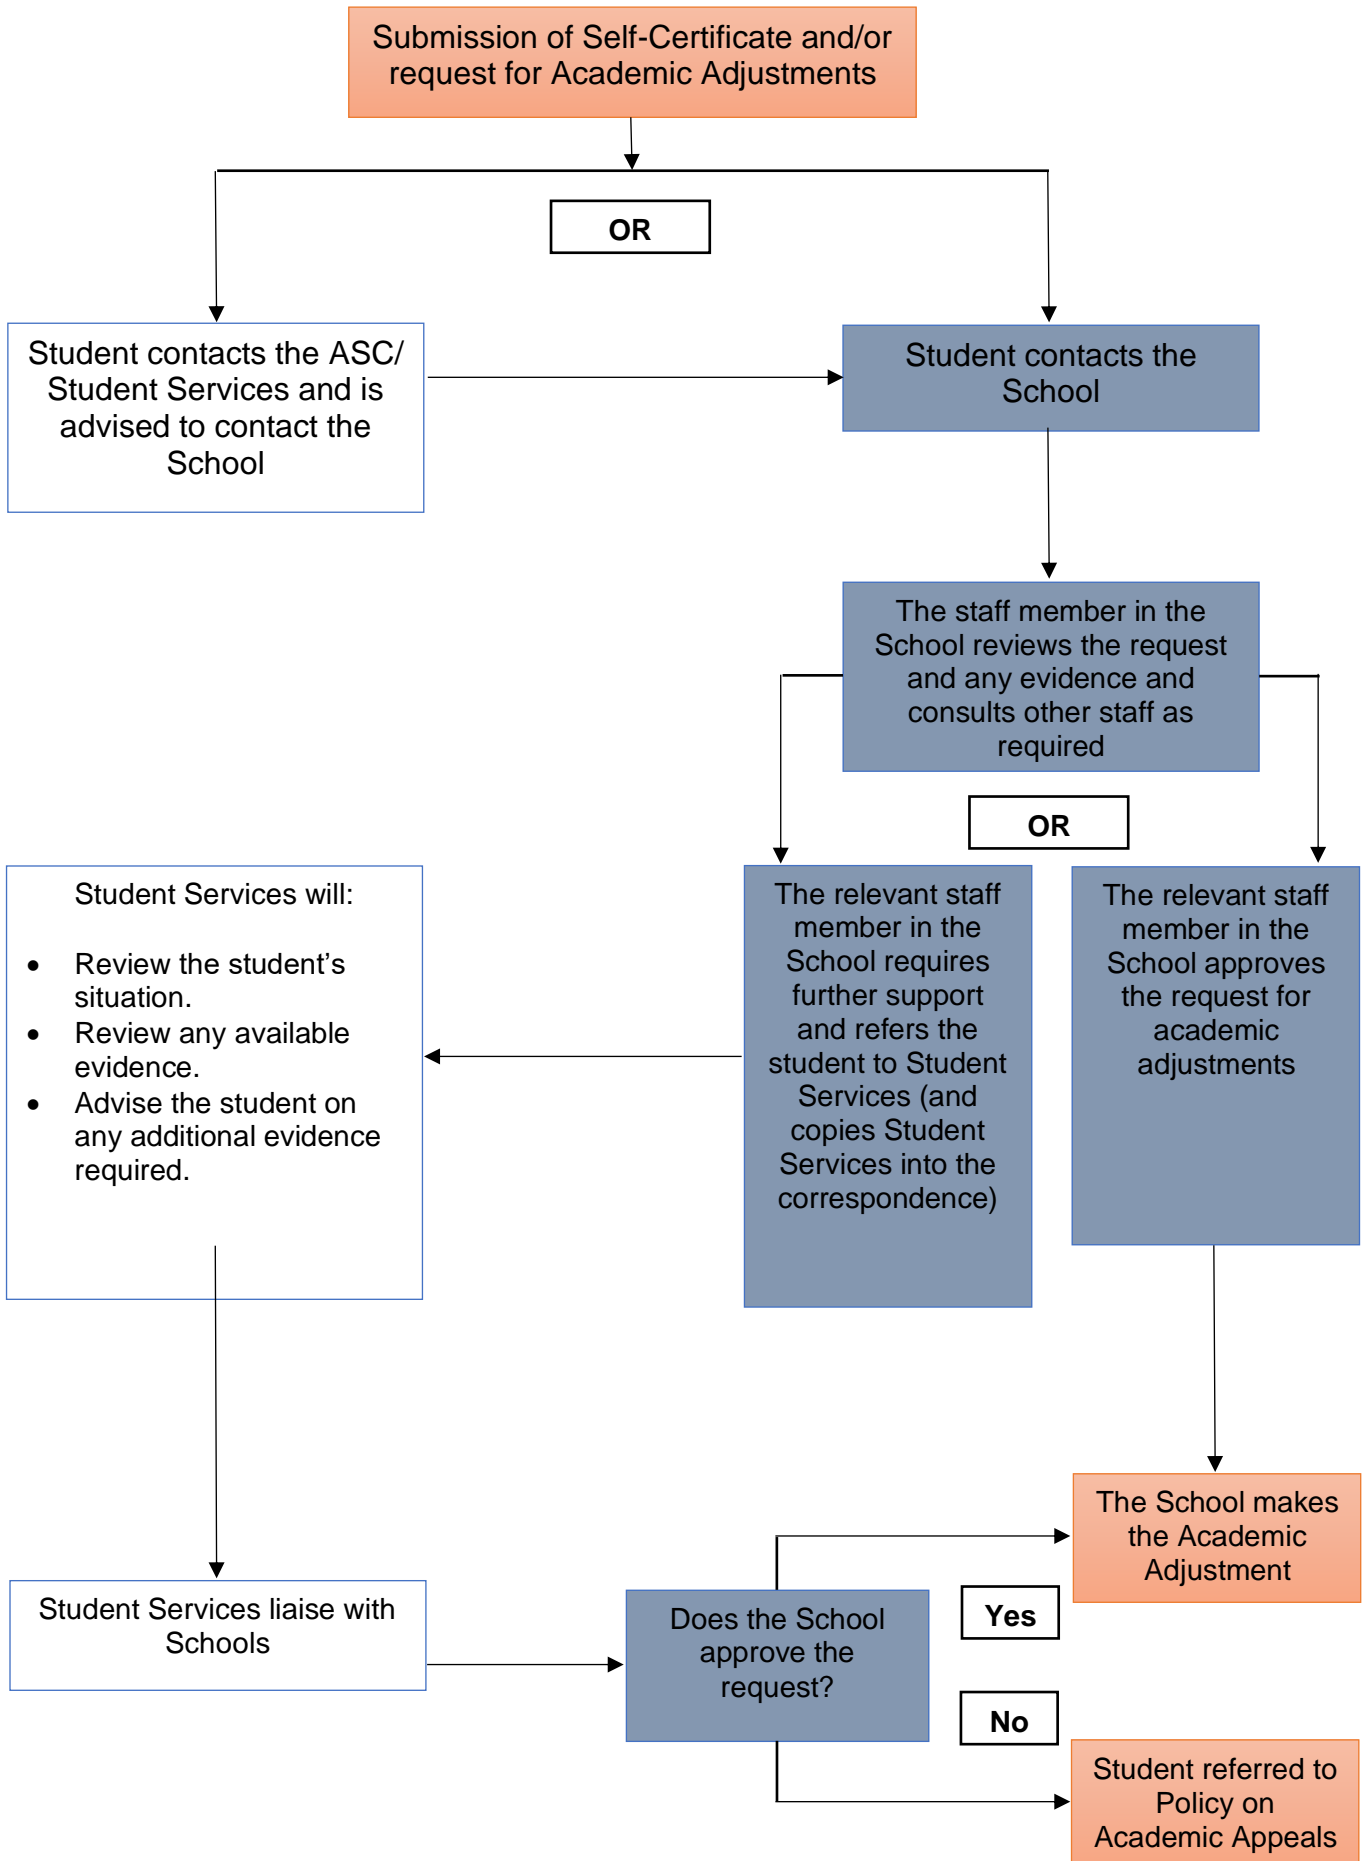 Submission of Self-Certificate and/or
request for Academic Adjustments
OR
Student contacts the ASC/
Student Services and is
advised to contact the
School
Student contacts the
School
The staff member in the
School reviews the request
and any evidence and
consults other staff as
required
OR
Student Services will:
• Review the student’s
situation.
• Review any available
evidence.
• Advise the student on
any additional evidence
required.
The relevant staff
member in the
School requires
further support
and refers the
student to Student
Services (and
copies Student
Services into the
correspondence)
The relevant staff
member in the
School approves
the request for
academic
adjustments
Student Services liaise with
Schools
Does the School
approve the
request?
Yes
The School makes
the Academic
Adjustment
No
Student referred to
Policy on
Academic Appeals